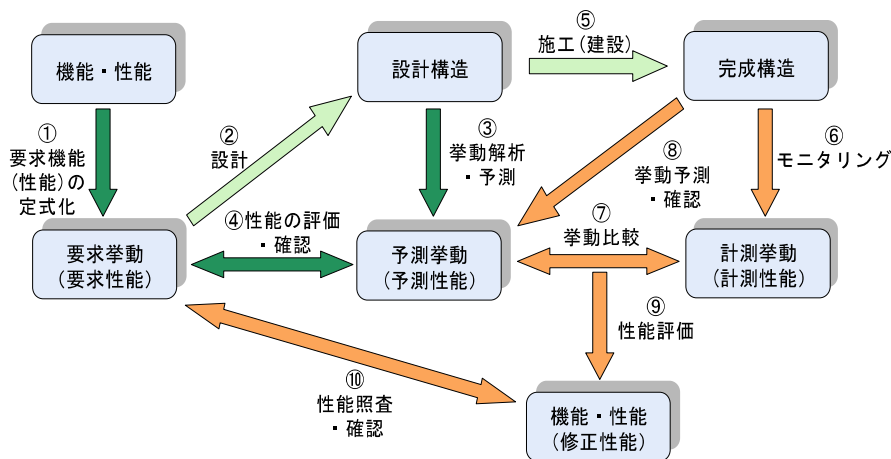 機能・性能
設計構造
⑤
施工(建設)
完成構造
①
要求機能
(性能)の
定式化
②
設計
③
挙動解析
・予測
⑧
挙動予測
・確認
⑥
モニタリング
④性能の評価
・確認
⑦
挙動比較
要求挙動
(要求性能)
予測挙動
(予測性能)
計測挙動
(計測性能)
⑨
性能評価
⑩
性能照査
・確認
機能・性能
(修正性能)